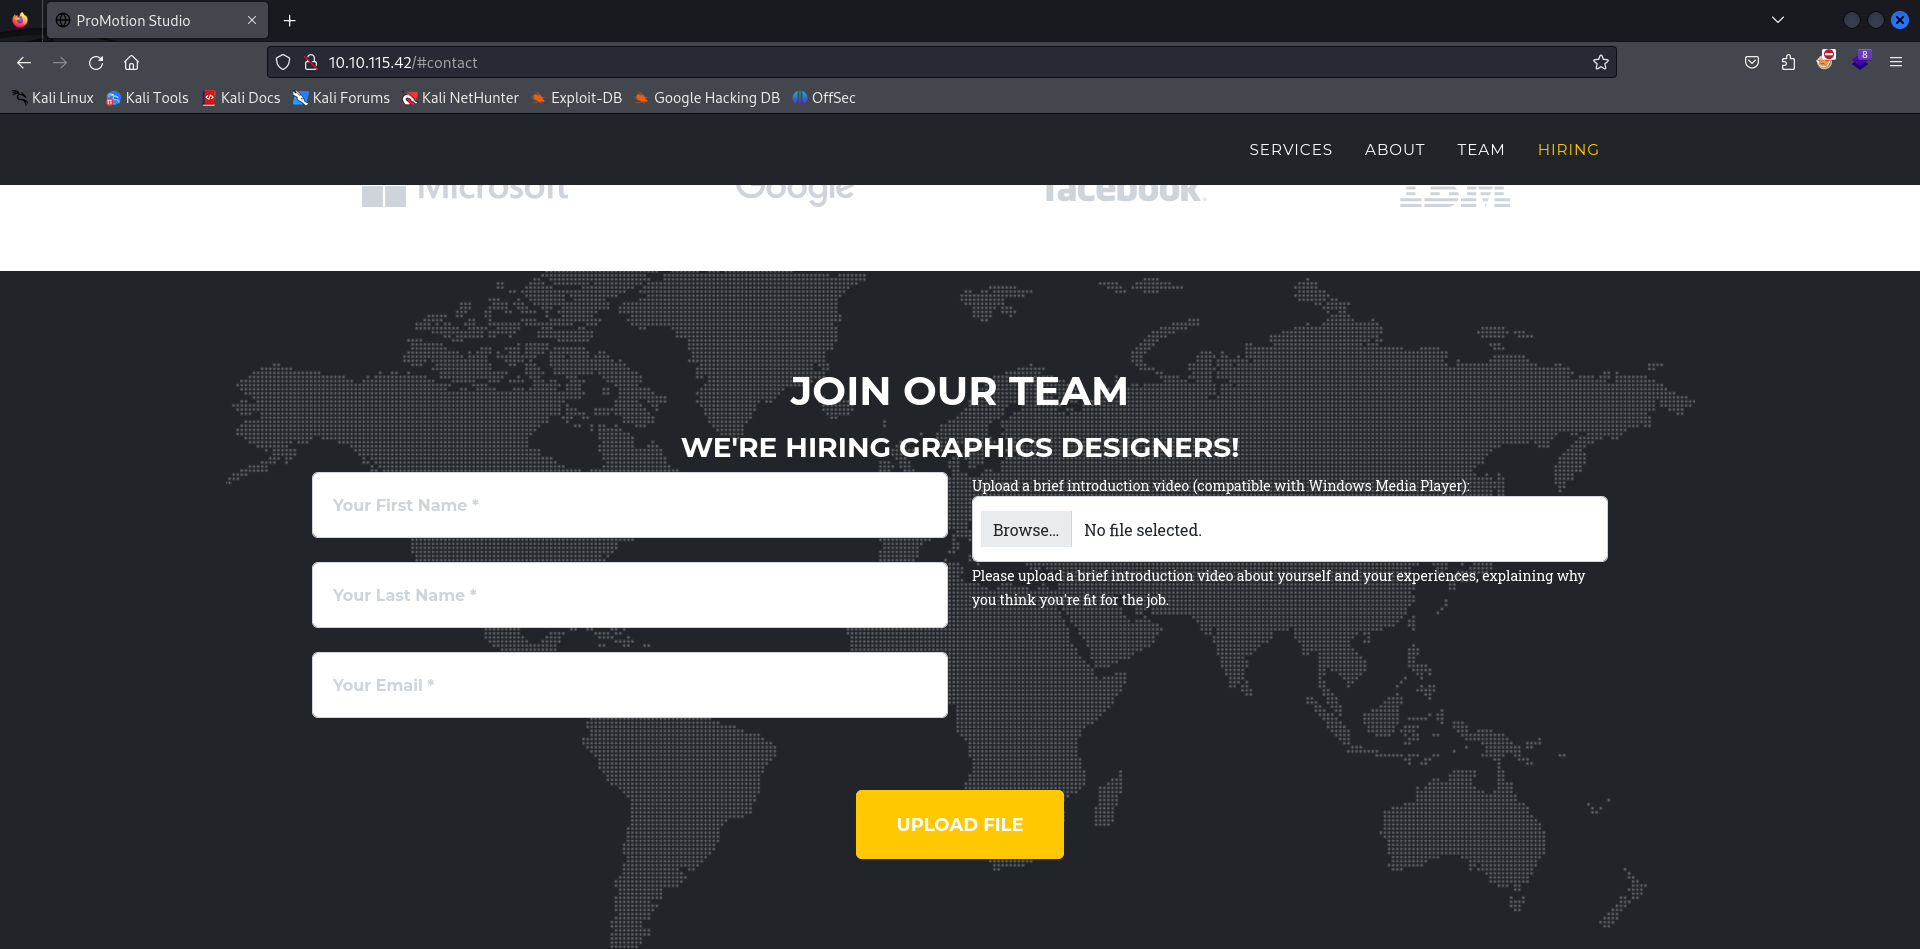 ProMotion Studio
10.10.115.42/#contact
8
Kali Linux Kali Tools Kali Docs Kali Forums Kali NetHunter Exploit-DB Google Hacking DB OffSec
SERVICES ABOUT TEAM HIRING
Microsoft Google facebook. IBM
JOIN OUR TEAM
WE'RE HIRING GRAPHICS DESIGNERS!
Your First Name *
Upload a brief introduction video (compatible with Windows Media Player):
Browse... No file selected.
Please upload a brief introduction video about yourself and your experiences, explaining why
you think you're fit for the job.
Your Last Name *
Your Email *
UPLOAD FILE